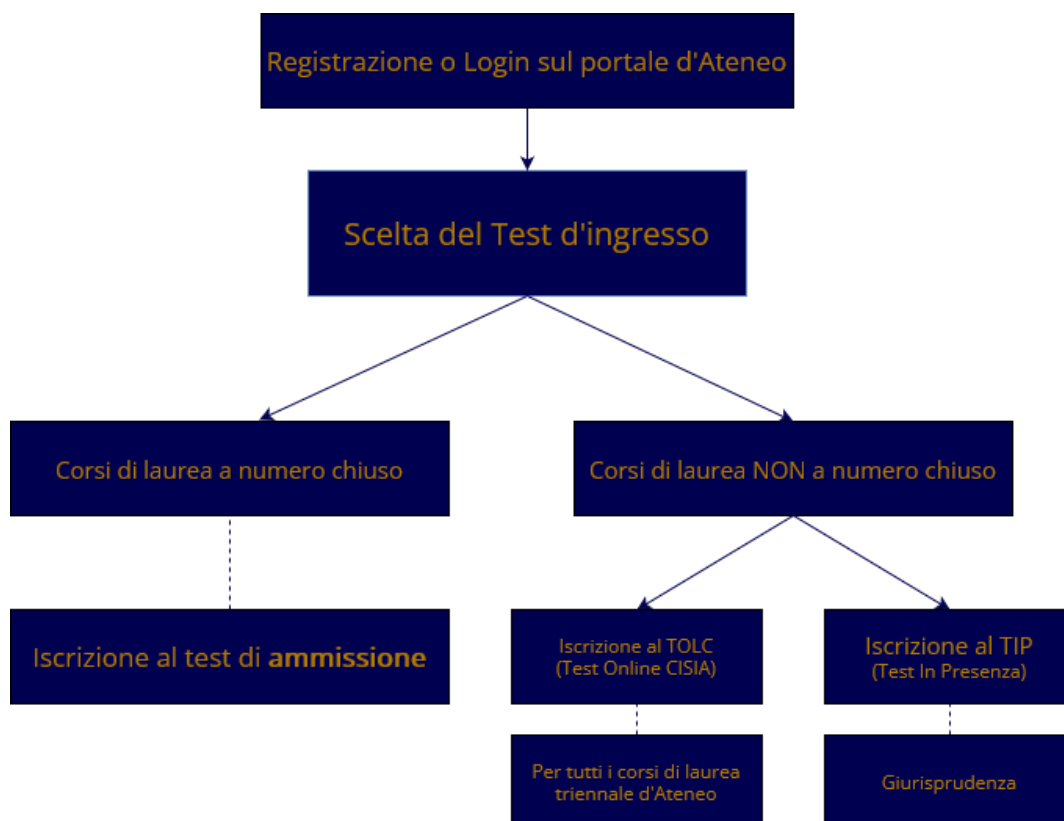 Registrazione o Login sul portale d'Ateneo
Scelta del Test d'ingresso
Corsi di laurea a numero chiuso
Corsi di laurea NON a numero chiuso
Iscrizione al test di ammissione
Iscrizione al TOLC
(Test Online CISIA)
Iscrizione al TIP
(Test In Presenza)
Per tutti i corsi di laurea
triennale d'Ateneo
Giurisprudenza